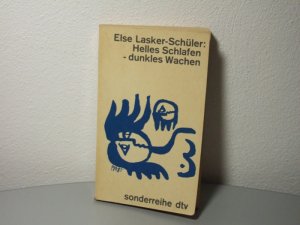 Else Lasker-Schüler:
Helles Schlafen
- dunkles Wachen
sonderreihe dtv